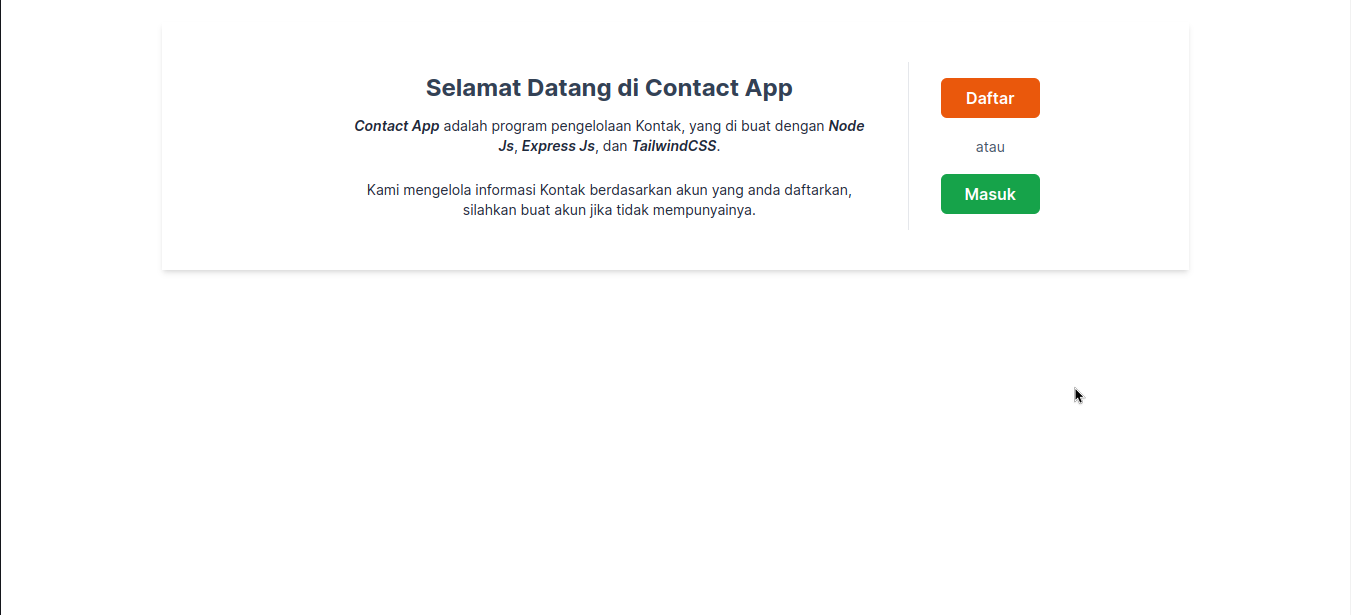 Selamat Datang di Contact App
Contact App adalah program pengelolaan Kontak, yang di buat dengan Node
Js, Express Js, dan TailwindCSS.
Kami mengelola informasi Kontak berdasarkan akun yang anda daftarkan,
silahkan buat akun jika tidak mempunyainya.
Daftar
atau
Masuk